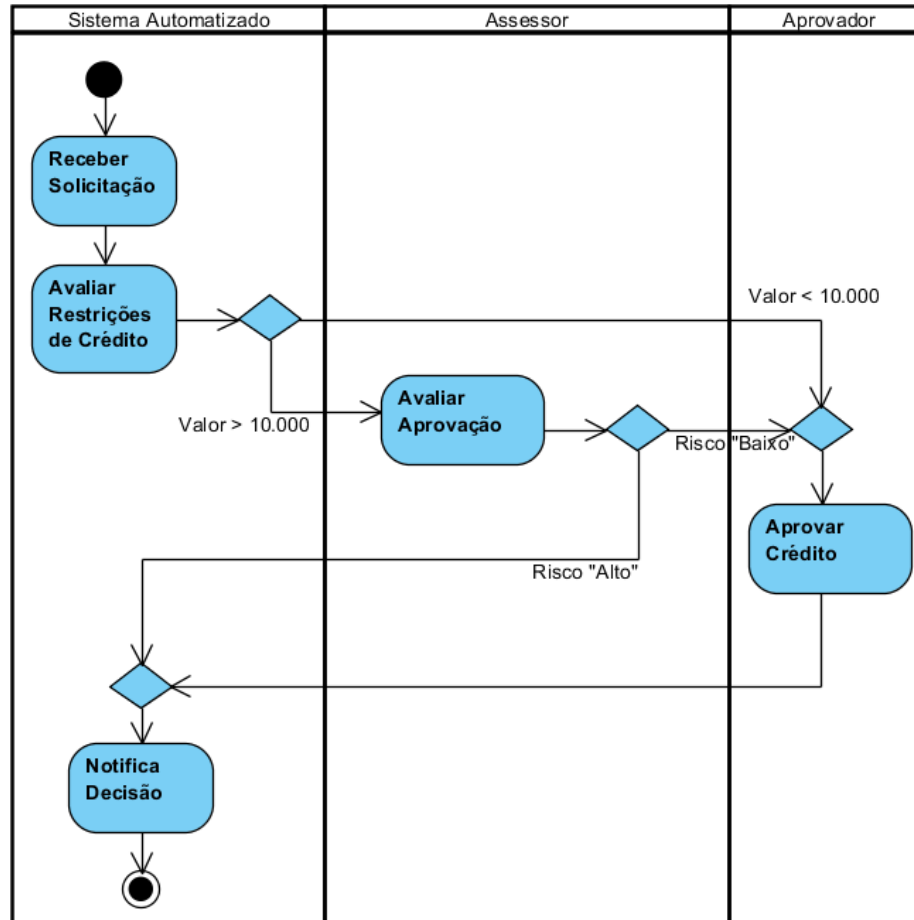 Sistema Automatizado
Assessor
Aprovador
Receber
Solicitação
Avaliar
Restrições
de Crédito
Valor < 10.000
Valor > 10.000
Avaliar
Aprovação
Risco "Baixo"
Aprovar
Crédito
Risco "Alto"
Notifica
Decisão